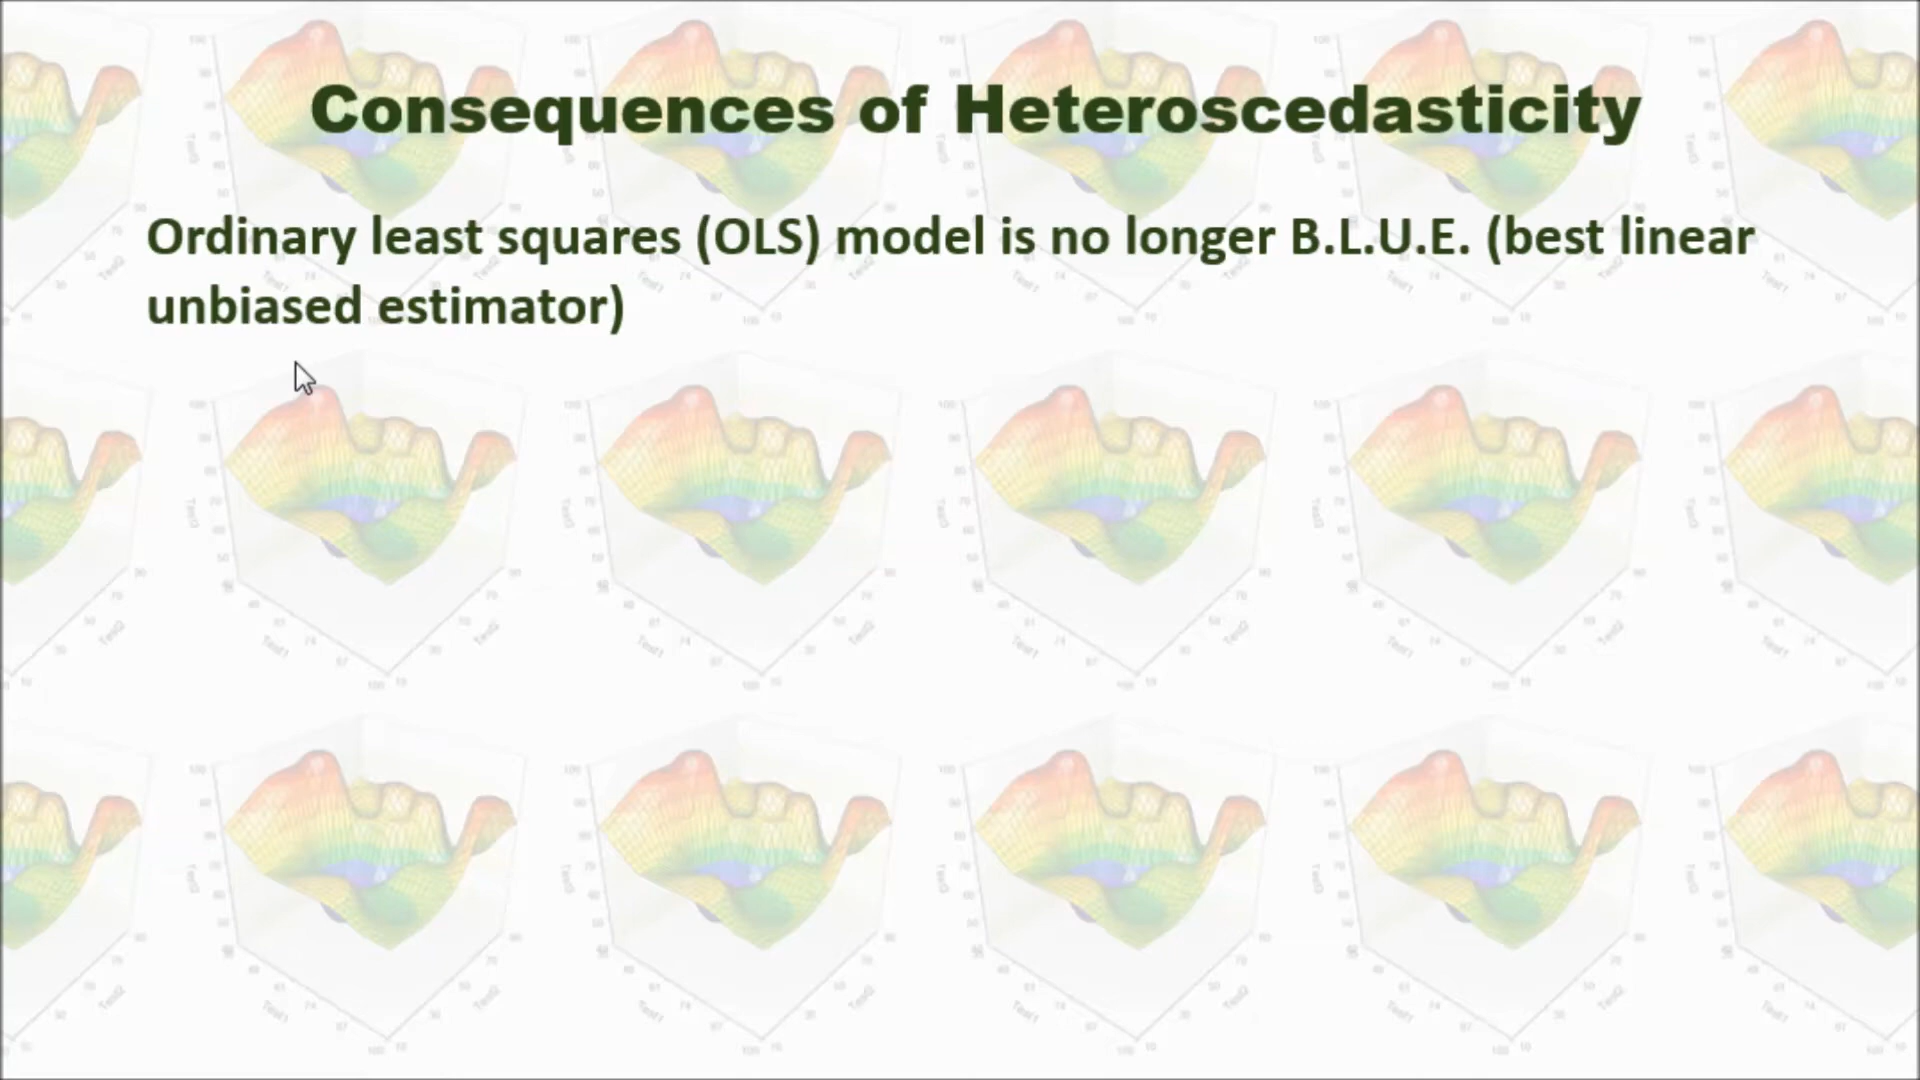 Consequences of Heteroscedasticity
Ordinary least squares (OLS) model is no longer B.L.U.E. (best linear
unbiased estimator)